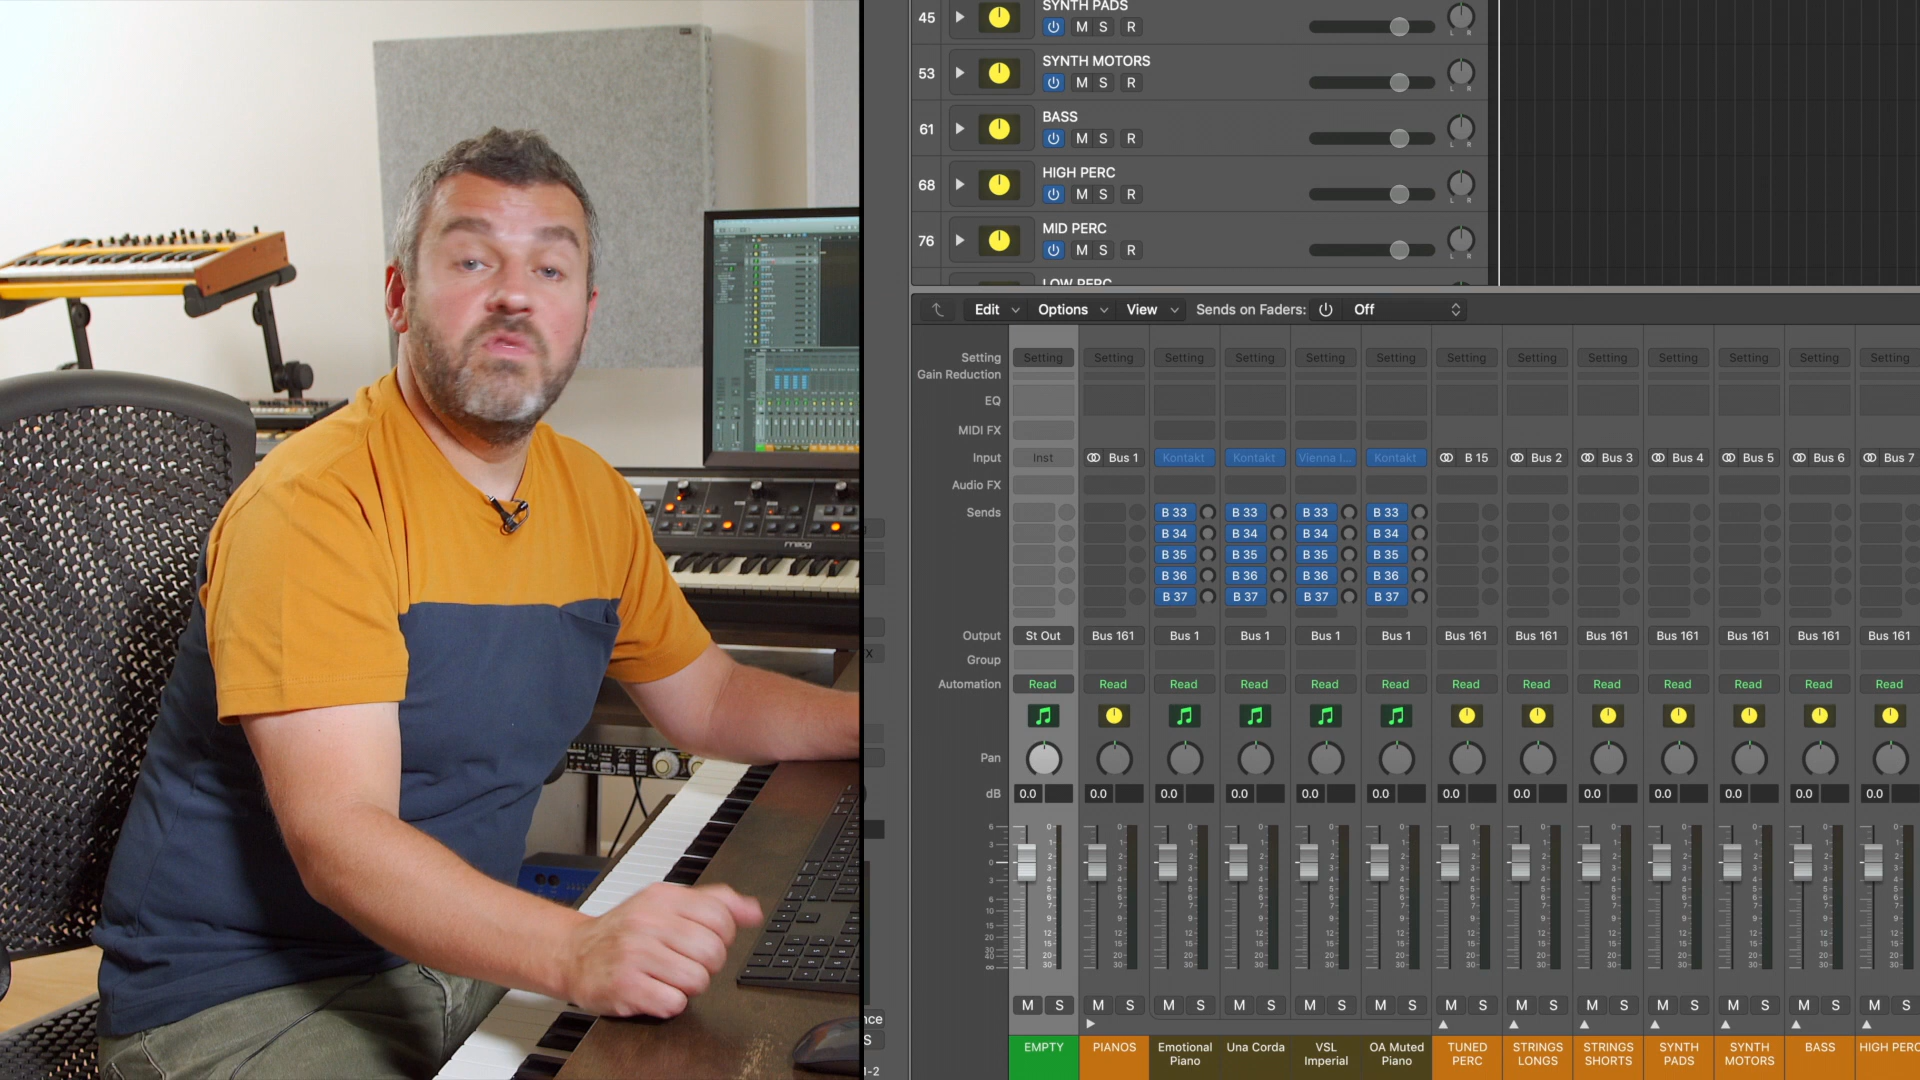 45 SYNTH PADS
M S R
53 SYNTH MOTORS
M S R
61 BASS
M S R
68 HIGH PERC
M S R
76 MID PERC
M S R
LOW PERC
L R
L R
L R
L R
L R
Edit Options View Sends on Faders: Off
Setting Setting Setting Setting Setting Setting Setting Setting Setting Setting Setting Setting Setting Setting
Gain Reduction
EQ
MIDI FX
Input Inst Bus 1 Kontakt Kontakt Vienna I... Kontakt B 15 Bus 2 Bus 3 Bus 4 Bus 5 Bus 6 Bus 7
Audio FX
Sends B 33 B 33 B 33 B 33
B 34 B 34 B 34 B 34
B 35 B 35 B 35 B 35
B 36 B 36 B 36 B 36
B 37 B 37 B 37 B 37
Output St Out Bus 161 Bus 1 Bus 1 Bus 1 Bus 1 Bus 161 Bus 161 Bus 161 Bus 161 Bus 161 Bus 161 Bus 161
Group
Automation Read Read Read Read Read Read Read Read Read Read Read Read Read
Pan
dB 0.0 0.0 0.0 0.0 0.0 0.0 0.0 0.0 0.0 0.0 0.0 0.0 0.0
M S M S M S M S M S M S M S M S M S M S M S M S M S
EMPTY PIANOS Emotional Piano Una Corda VSL Imperial OA Muted Piano TUNED PERC STRINGS LONGS STRINGS SHORTS SYNTH PADS SYNTH MOTORS BASS HIGH PERC
moog
X
nce
S
1-2